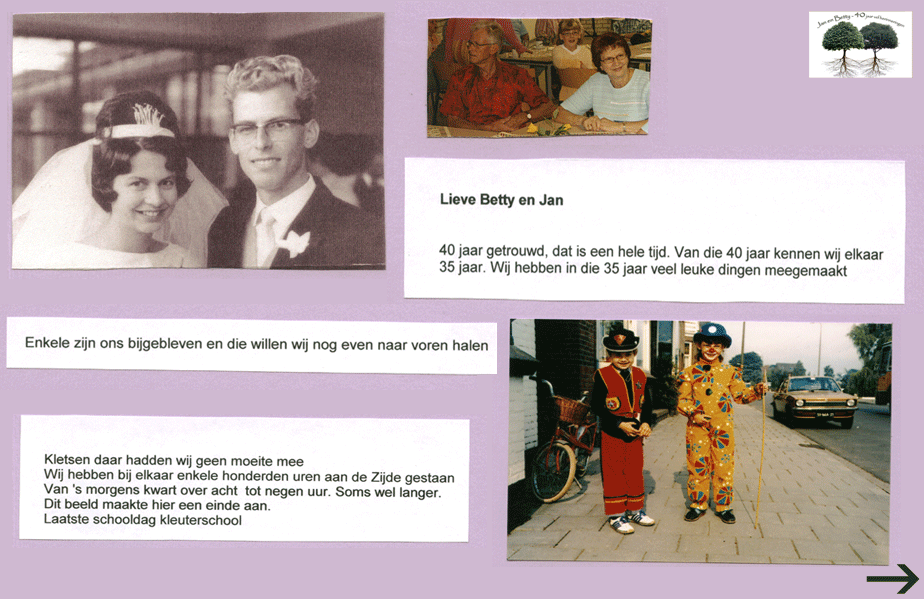 Jan en Betty - 40 jaar
Lieve Betty en Jan
40 jaar getrouwd, dat is een hele tijd. Van die 40 jaar kennen wij elkaar
35 jaar. Wij hebben in die 35 jaar veel leuke dingen meegemaakt
Enkele zijn ons bijgebleven en die willen wij nog even naar voren halen
Kletsen daar hadden wij geen moeite mee
Wij hebben bij elkaar enkele honderden uren aan de Zijde gestaan
Van 's morgens kwart over acht tot negen uur. Soms wel langer.
Dit beeld maakte hier een einde aan.
Laatste schooldag kleuterschool